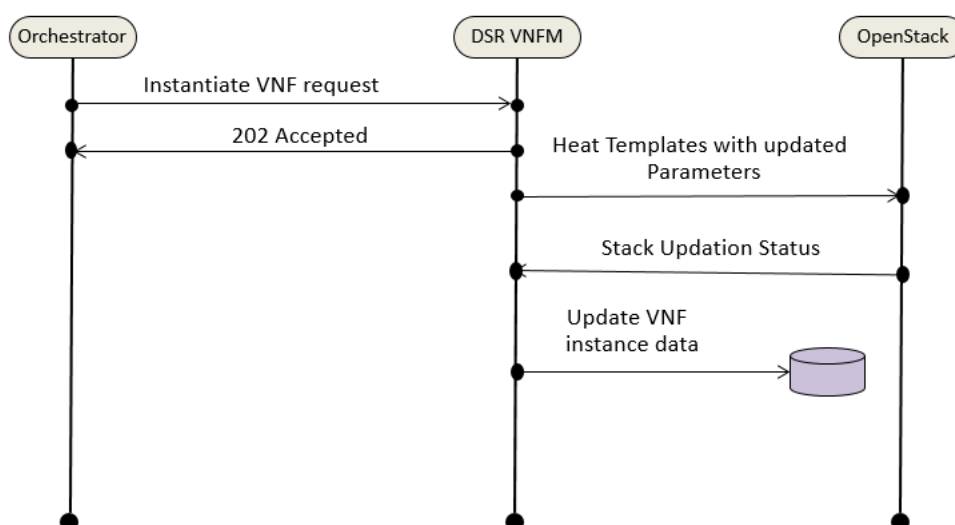 Orchestrator
DSR VNFM
OpenStack
Instantiate VNF request
202 Accepted
Heat Templates with updated
Parameters
Stack Updation Status
Update VNF
instance data